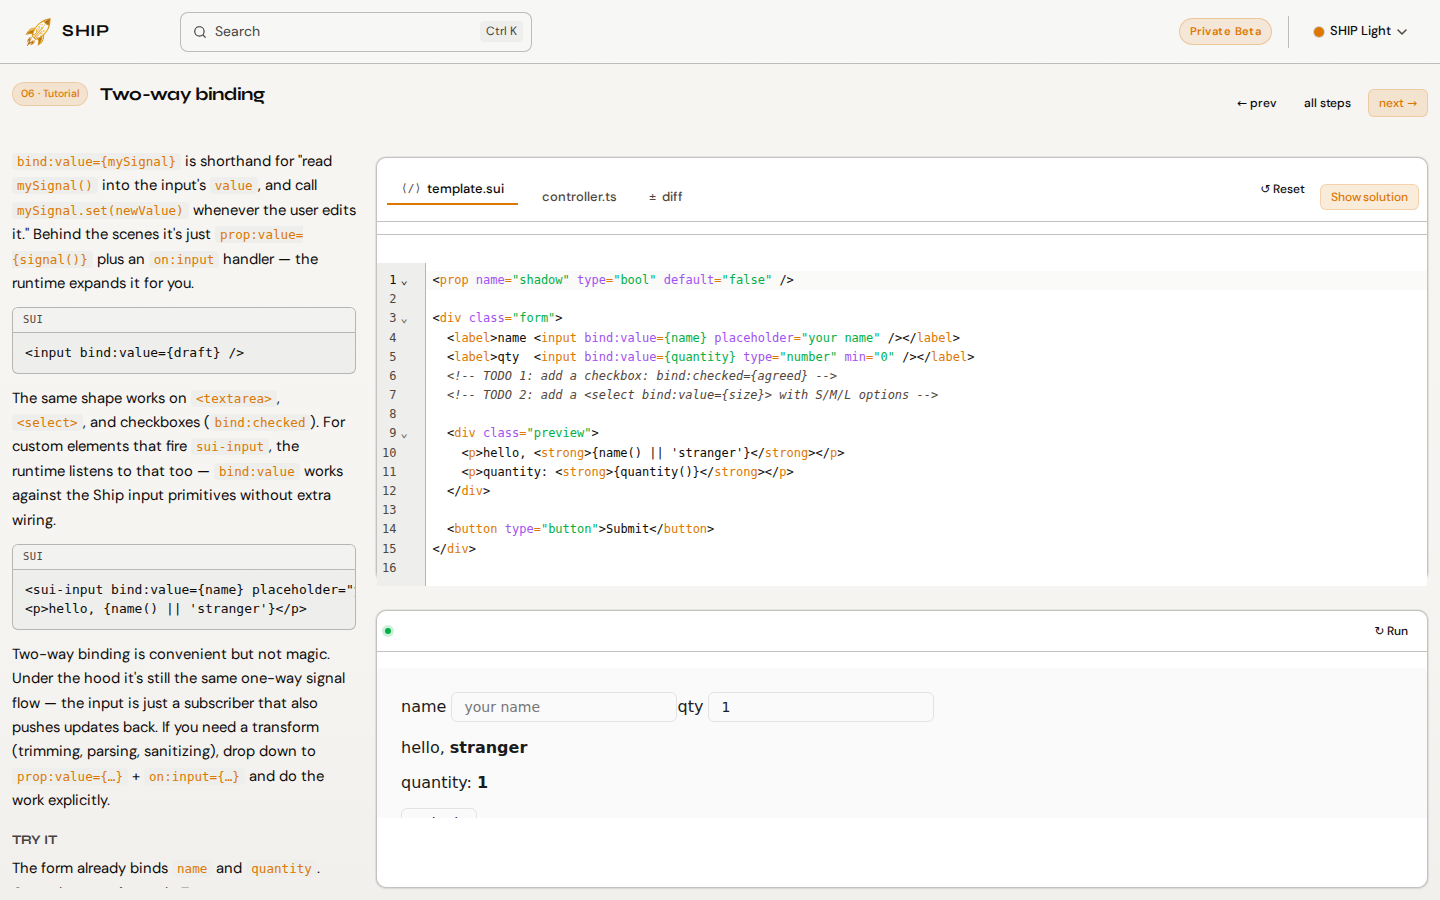 SHIP
Search
Ctrl K
Private Beta
SHIP Light
06 · Tutorial
Two-way binding
← prev
all steps
next →
bind:value={mySignal} is shorthand for "read
mySignal() into the input's value, and call
mySignal.set(newValue) whenever the user edits
it." Behind the scenes it's just prop:value=
{signal()} plus an on:input handler — the
runtime expands it for you.
SUI
<input bind:value={draft} />
The same shape works on <textarea>,
<select>, and checkboxes (bind:checked). For
custom elements that fire sui-input, the
runtime listens to that too — bind:value works
against the Ship input primitives without extra
wiring.
SUI
<sui-input bind:value={name} placeholder="
<p>hello, {name() || 'stranger'}</p>
Two-way binding is convenient but not magic.
Under the hood it's still the same one-way signal
flow — the input is just a subscriber that also
pushes updates back. If you need a transform
(trimming, parsing, sanitizing), drop down to
prop:value={…} + on:input={…} and do the
work explicitly.
TRY IT
The form already binds name and quantity.
⟨/⟩ template.sui
controller.ts
± diff
↺ Reset
Show solution
1 <prop name="shadow" type="bool" default="false" />
2
3 <div class="form">
4 <label>name <input bind:value={name} placeholder="your name" /></label>
5 <label>qty  <input bind:value={quantity} type="number" min="0" /></label>
6 <!-- TODO 1: add a checkbox: bind:checked={agreed} -->
7 <!-- TODO 2: add a <select bind:value={size}> with S/M/L options -->
8
9 <div class="preview">
10 <p>hello, <strong>{name() || 'stranger'}</strong></p>
11 <p>quantity: <strong>{quantity()}</strong></p>
12 </div>
13
14 <button type="button">Submit</button>
15 </div>
16
↻ Run
name your name qty 1
hello, stranger
quantity: 1